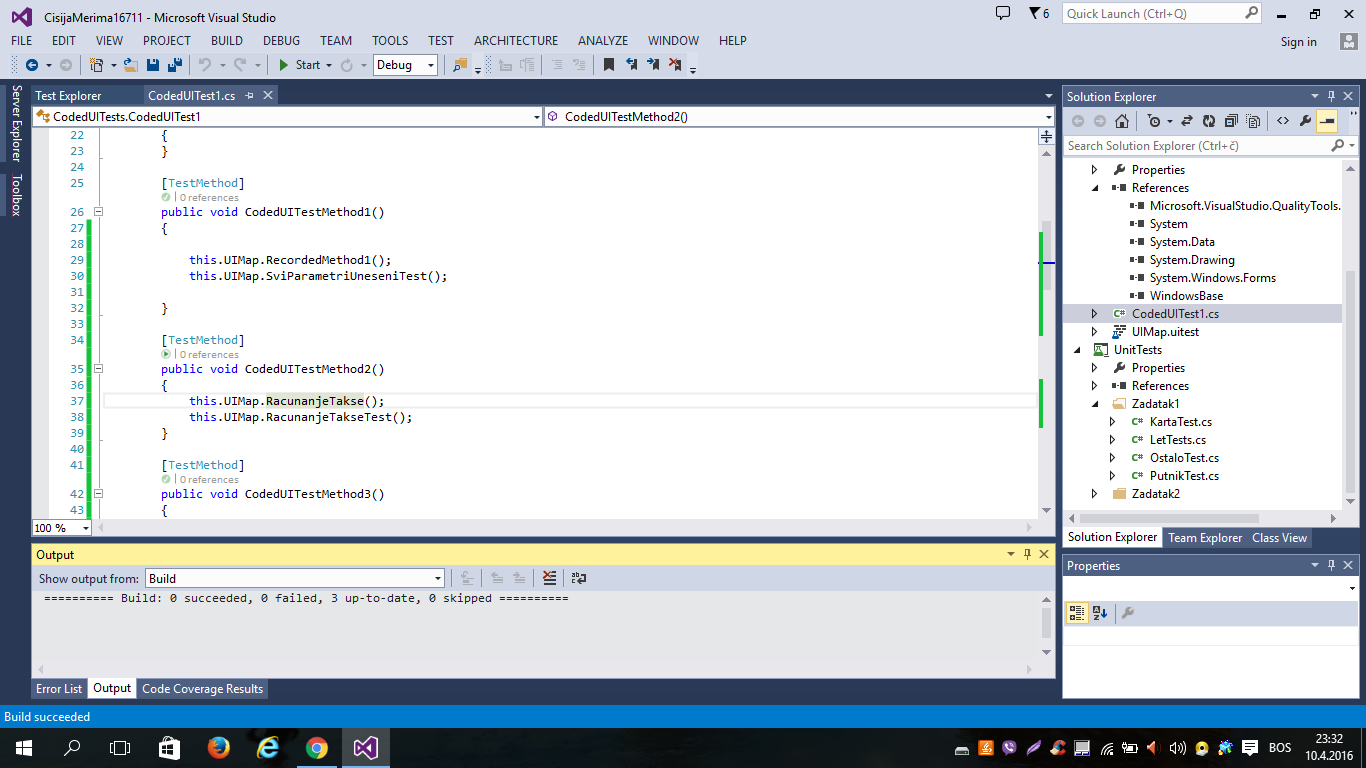 CisijaMerima16711 - Microsoft Visual Studio
6
Quick Launch (Ctrl+Q)
FILE EDIT VIEW PROJECT BUILD DEBUG TEAM TOOLS TEST ARCHITECTURE ANALYZE WINDOW HELP
Sign in
Start
Debug
Server Explorer
Toolbox
Test Explorer
CodedUITest1.cs
CodedUITests.CodedUITest1
CodedUITestMethod2()
22 {
23 }
24
25 [TestMethod]
0 references
26 public void CodedUITestMethod1()
27 {
28
29 this.UIMap.RecordedMethod1();
30 this.UIMap.SviParametriUneseniTest();
31
32 }
33
34 [TestMethod]
0 references
35 public void CodedUITestMethod2()
36 {
37 this.UIMap.RacunanjeTakse();
38 this.UIMap.RacunanjeTakseTest();
39 }
40
41 [TestMethod]
0 references
42 public void CodedUITestMethod3()
43 {
100 %
Output
Show output from: Build
========== Build: 0 succeeded, 0 failed, 3 up-to-date, 0 skipped ==========
Error List
Output
Code Coverage Results
Solution Explorer
Search Solution Explorer (Ctrl+č)
Properties
References
Microsoft.VisualStudio.QualityTools.
System
System.Data
System.Drawing
System.Windows.Forms
WindowsBase
CodedUITest1.cs
UIMap.uitest
UnitTests
Properties
References
Zadatak1
KartaTest.cs
LetTests.cs
OstaloTest.cs
PutnikTest.cs
Zadatak2
Solution Explorer
Team Explorer
Class View
Properties
Build succeeded
BOS
23:32
10.4.2016